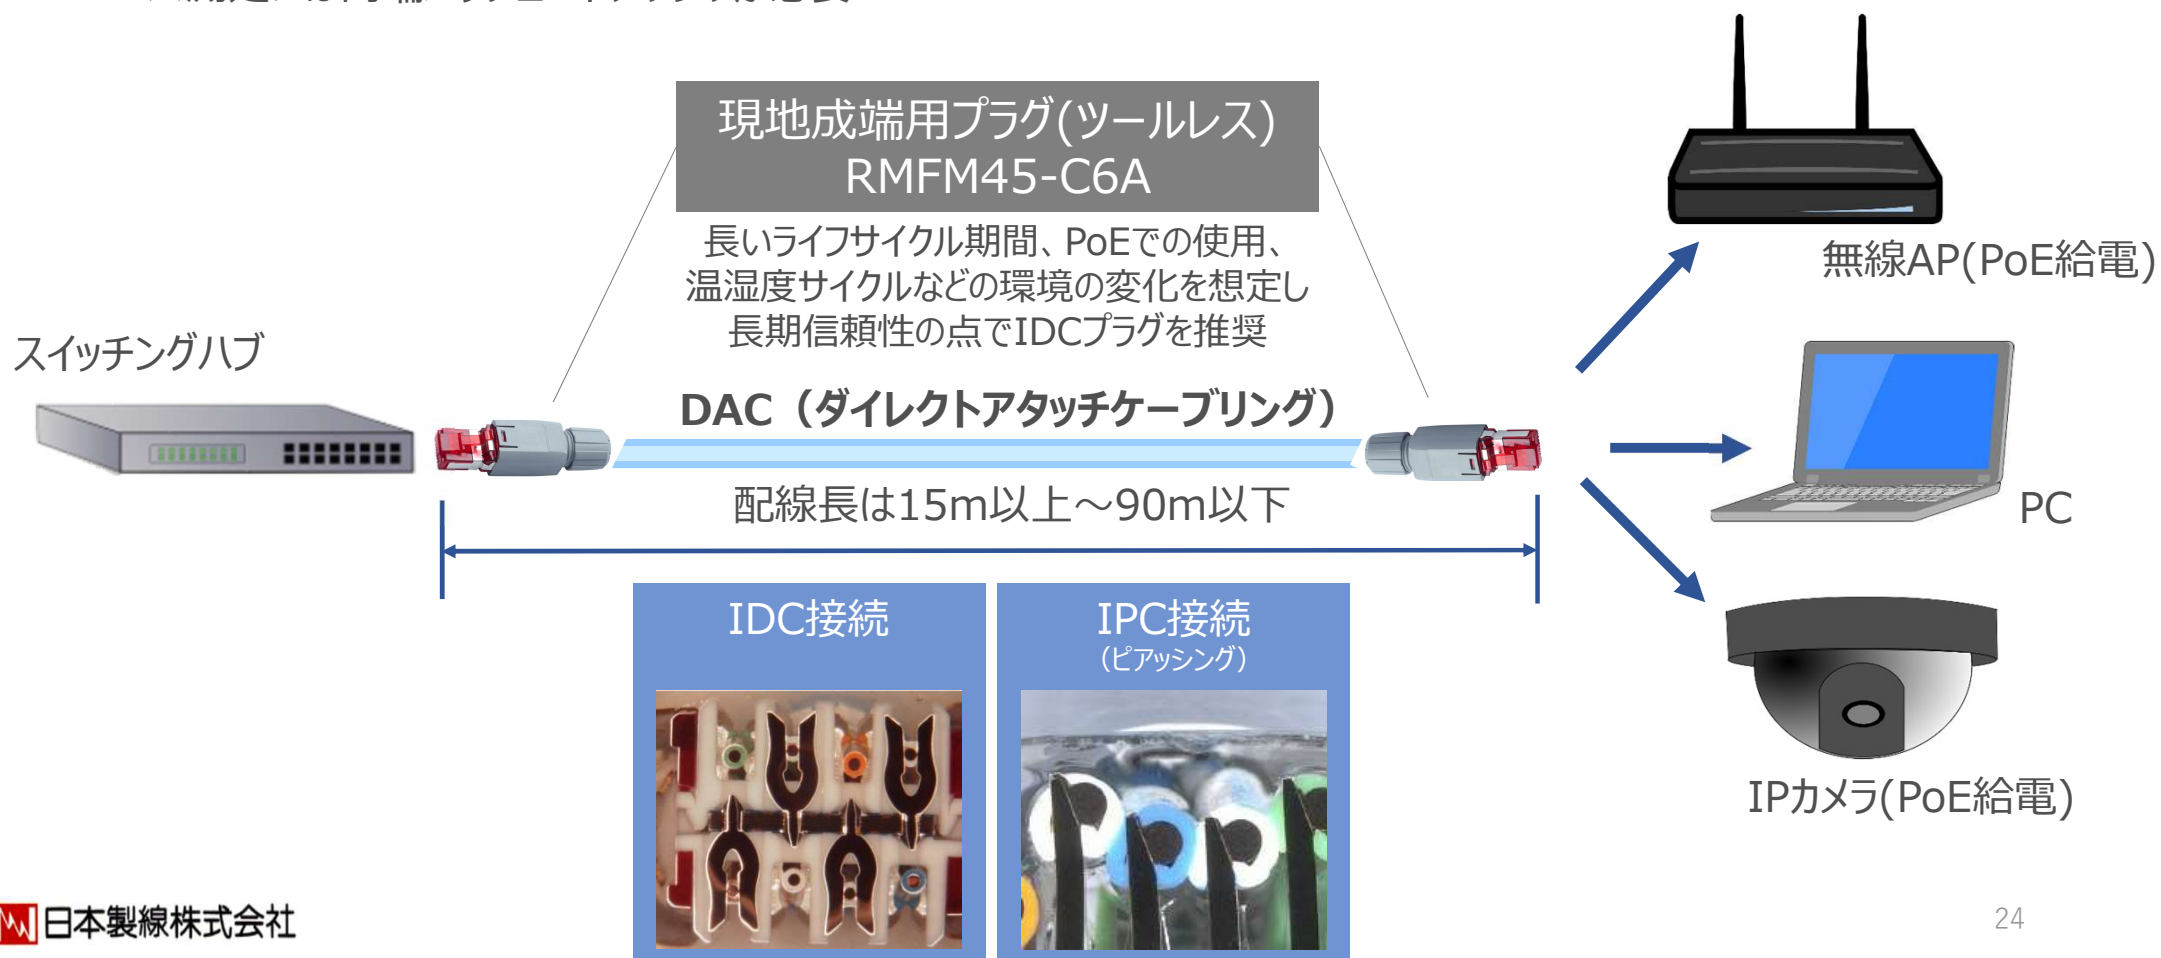 現地成端用プラグ(ツールレス)
RMFM45-C6A
長いライフサイクル期間、PoEでの使用、
温湿度サイクルなどの環境の変化を想定し
長期信頼性の点でIDCプラグを推奨
無線AP(PoE給電)
スイッチングハブ
DAC（ダイレクトアタッチケーブリング）
配線長は15m以上～90m以下
PC
IDC接続
IPC接続
（ピアッシング）
IPカメラ(PoE給電)
日本製線株式会社
24